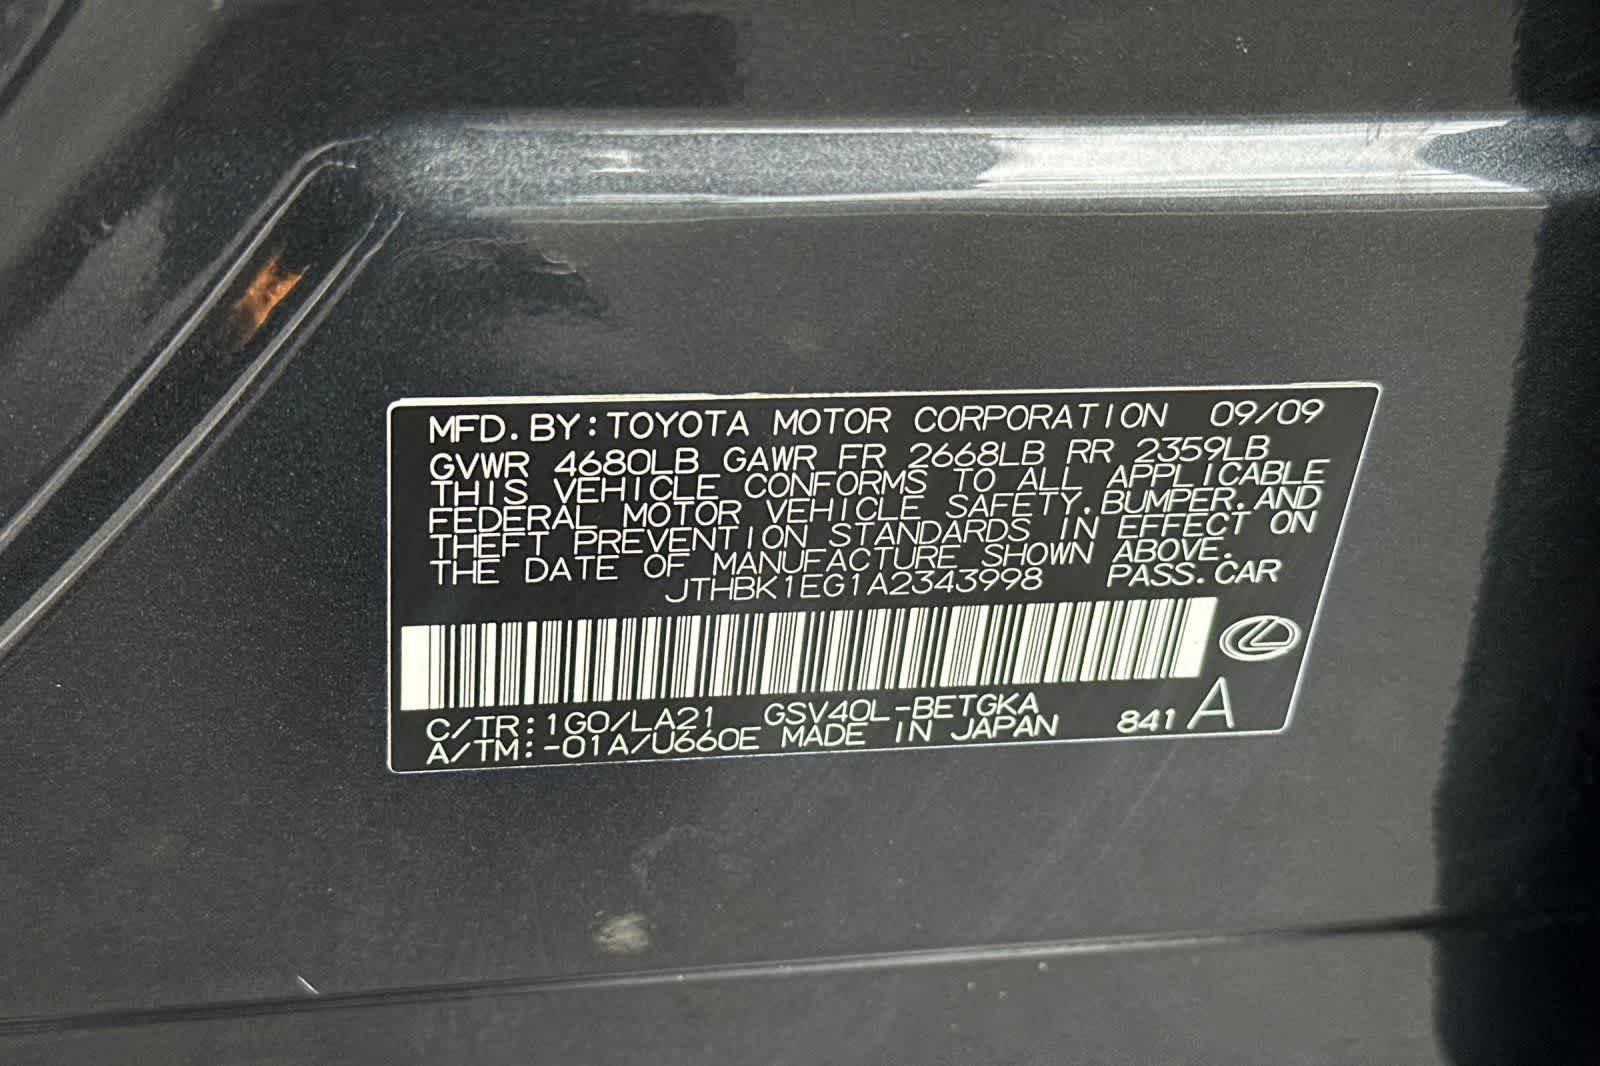 MFD. BY: TOYOTA MOTOR CORPORATION 09/09
GVWR 4680LB GAWR FR 2668LB RR 2359LB
THIS VEHICLE CONFORMS TO ALL APPLICABLE
FEDERAL MOTOR VEHICLE SAFETY, BUMPER, AND
THEFT PREVENTION STANDARDS IN EFFECT ON
THE DATE OF MANUFACTURE SHOWN ABOVE.
JTHBK1EG1A2343998 PASS. CAR
C/TR: 1G0/LA21 GSV40L-BETGKA
A/TM: -01A/U660E MADE IN JAPAN 841 A